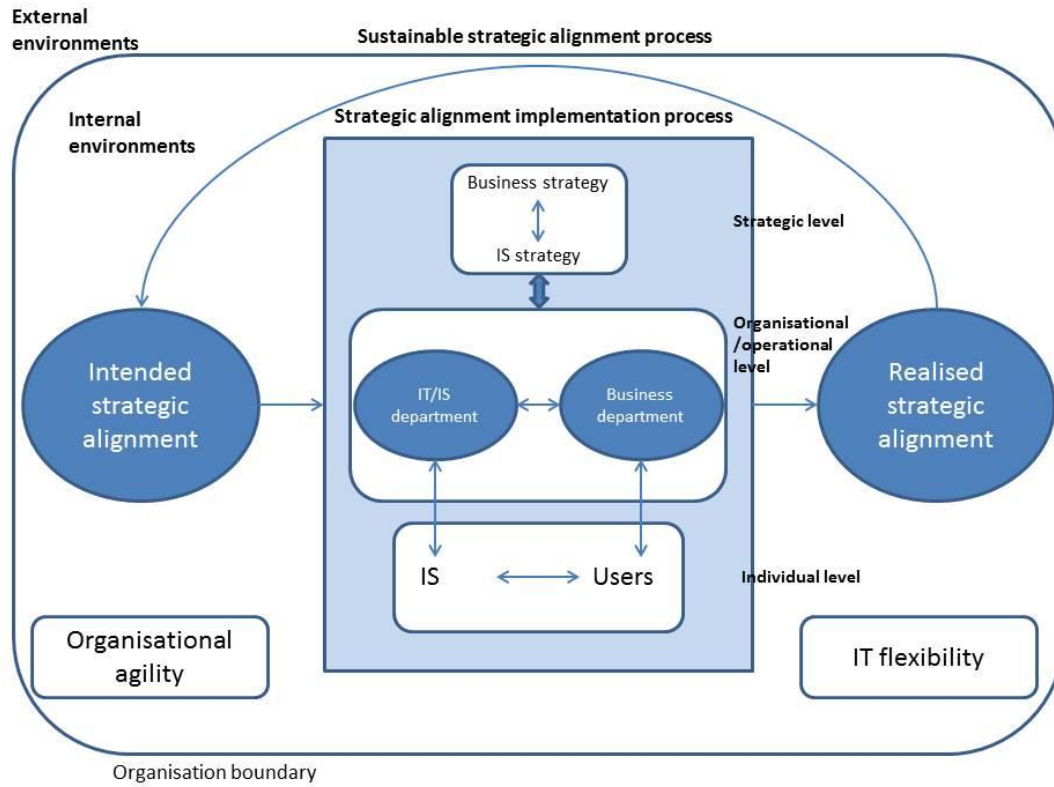 External
environments
Sustainable strategic alignment process
Internal
environments
Strategic alignment implementation process
Business strategy
IS strategy
Strategic level
Organisational
/operational
level
Intended
strategic
alignment
IT/IS
department
Business
department
Realised
strategic
alignment
IS
Users
Individual level
Organisational
agility
IT flexibility
Organisation boundary